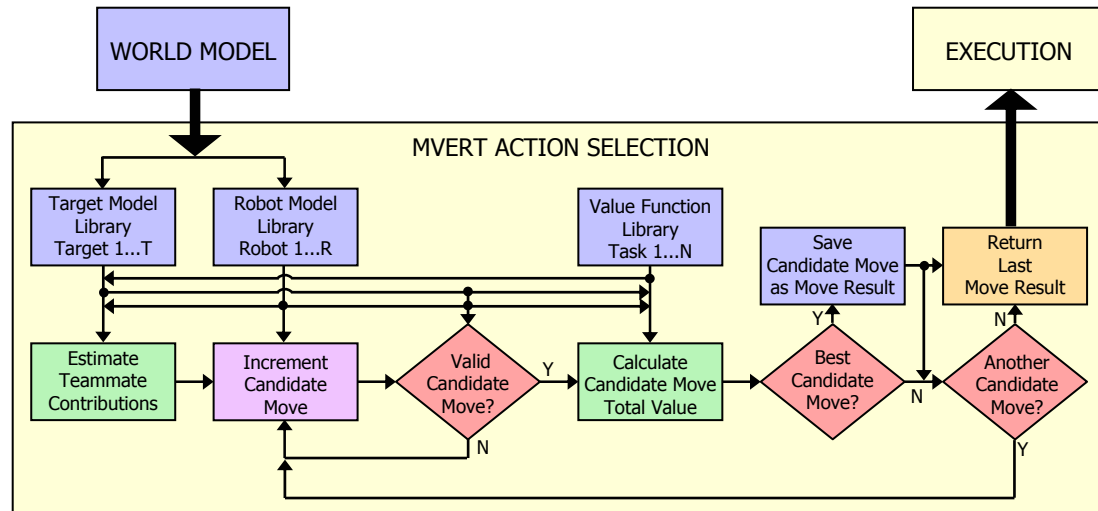 WORLD MODEL
EXECUTION
MVERT ACTION SELECTION
Target Model
Library
Target 1...T
Robot Model
Library
Robot 1...R
Value Function
Library
Task 1...N
Save
Candidate Move
as Move Result
Return
Last
Move Result
Estimate
Teammate
Contributions
Increment
Candidate
Move
Valid
Candidate
Move?
Y
N
Calculate
Candidate Move
Total Value
Best
Candidate
Move?
Y
N
Another
Candidate
Move?
N
Y